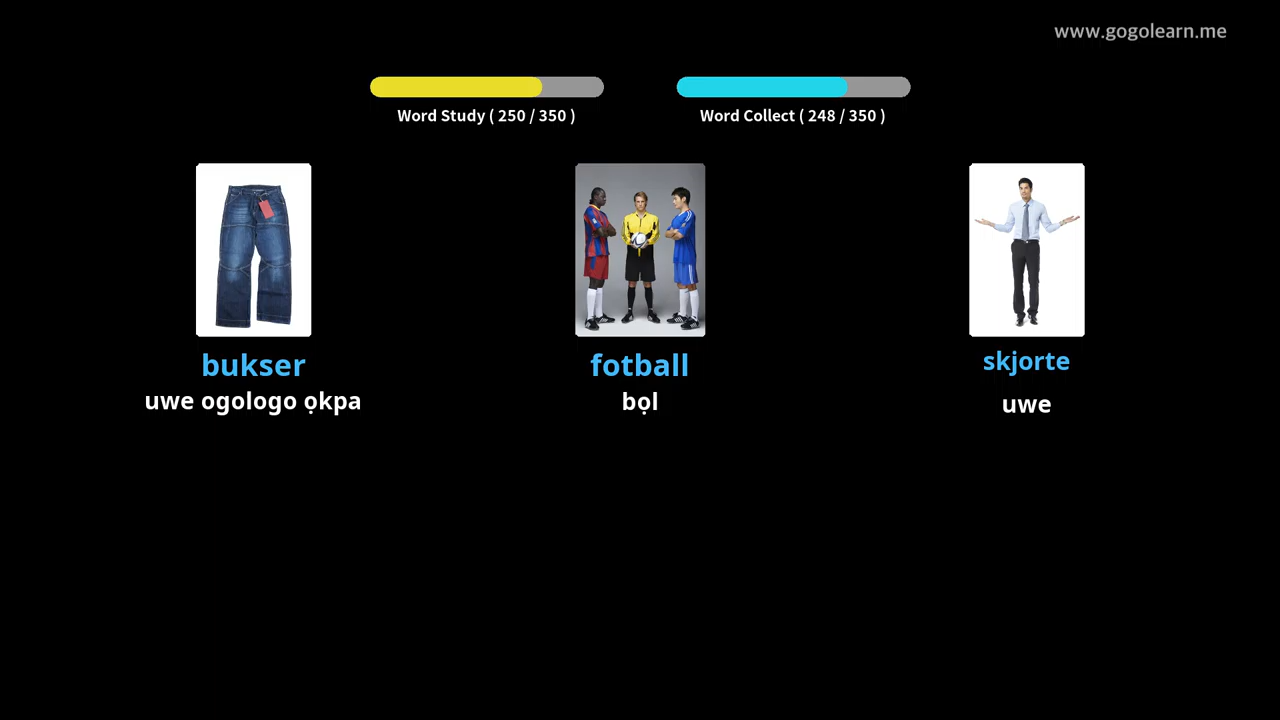 www.gogolearn.me
Word Study ( 250 / 350 )
Word Collect ( 248 / 350 )
bukser
fotball
skjorte
uwe ogologo ọkpa
bọl
uwe